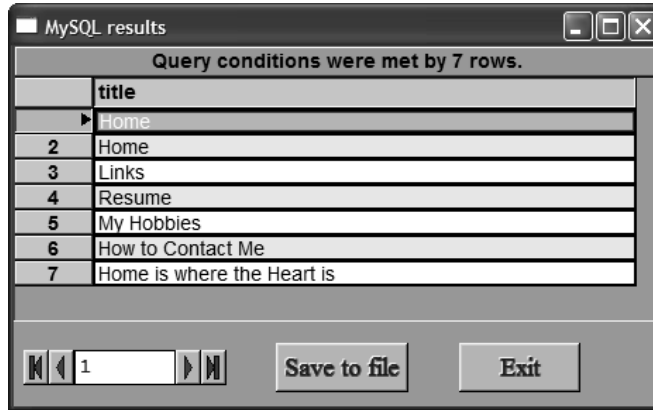 MySQL results
Query conditions were met by 7 rows.
title
Home
2 Home
3 Links
4 Resume
5 My Hobbies
6 How to Contact Me
7 Home is where the Heart is
1 Save to file Exit